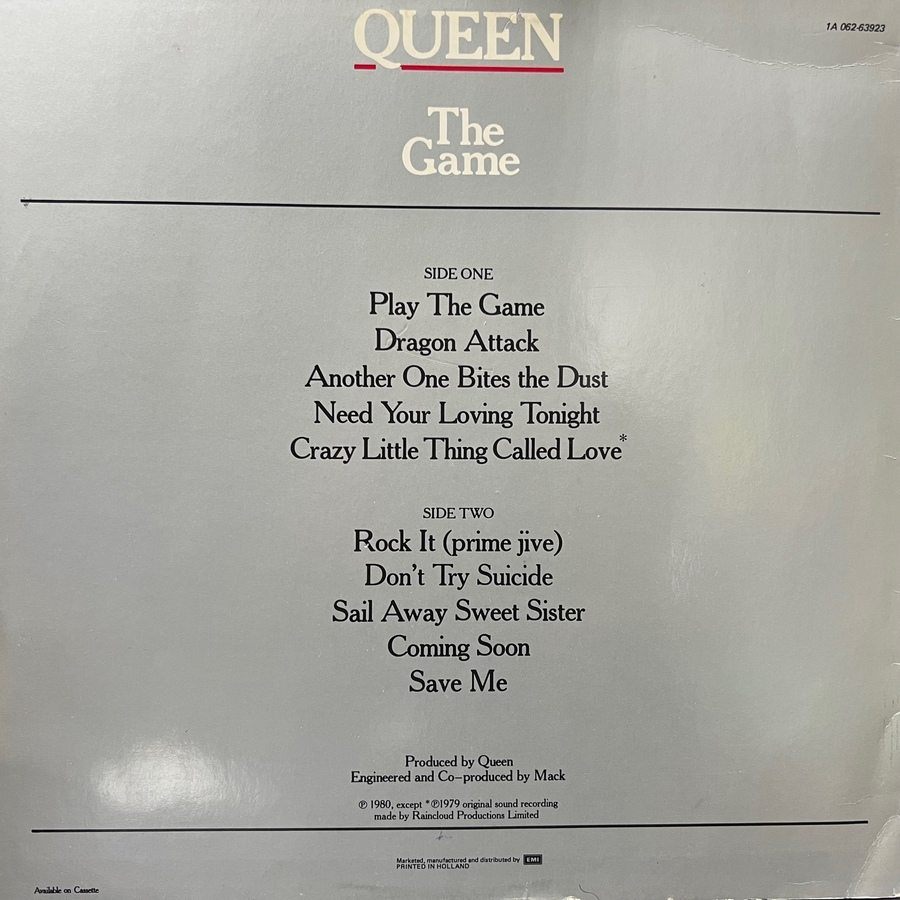 QUEEN
1A 062-63923
The
Game
SIDE ONE
Play The Game
Dragon Attack
Another One Bites the Dust
Need Your Loving Tonight
Crazy Little Thing Called Love*
SIDE TWO
Rock It (prime jive)
Don't Try Suicide
Sail Away Sweet Sister
Coming Soon
Save Me
Produced by Queen
Engineered and Co-produced by Mack
℗ 1980, except *℗1979 original sound recording
made by Raincloud Productions Limited
Marketed, manufactured and distributed by EMI
PRINTED IN HOLLAND
Available on Cassette